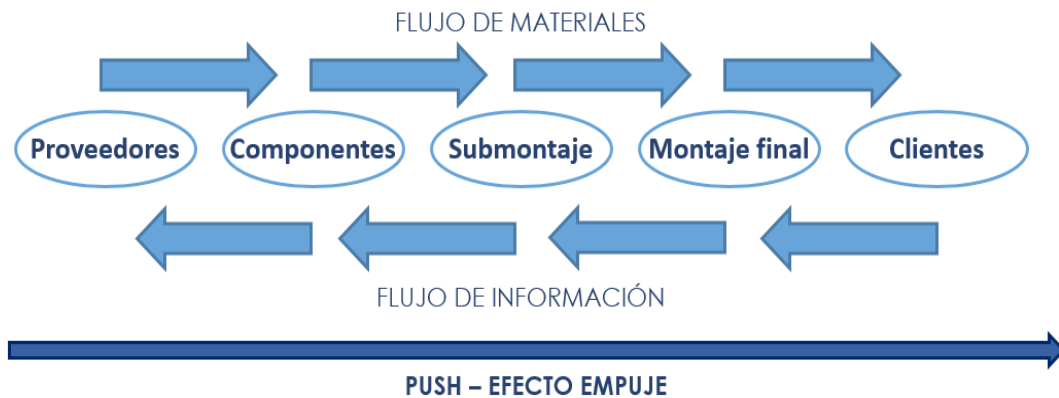 FLUJO DE MATERIALES
Proveedores
Componentes
Submontaje
Montaje final
Clientes
FLUJO DE INFORMACIÓN
PUSH – EFECTO EMPUJE